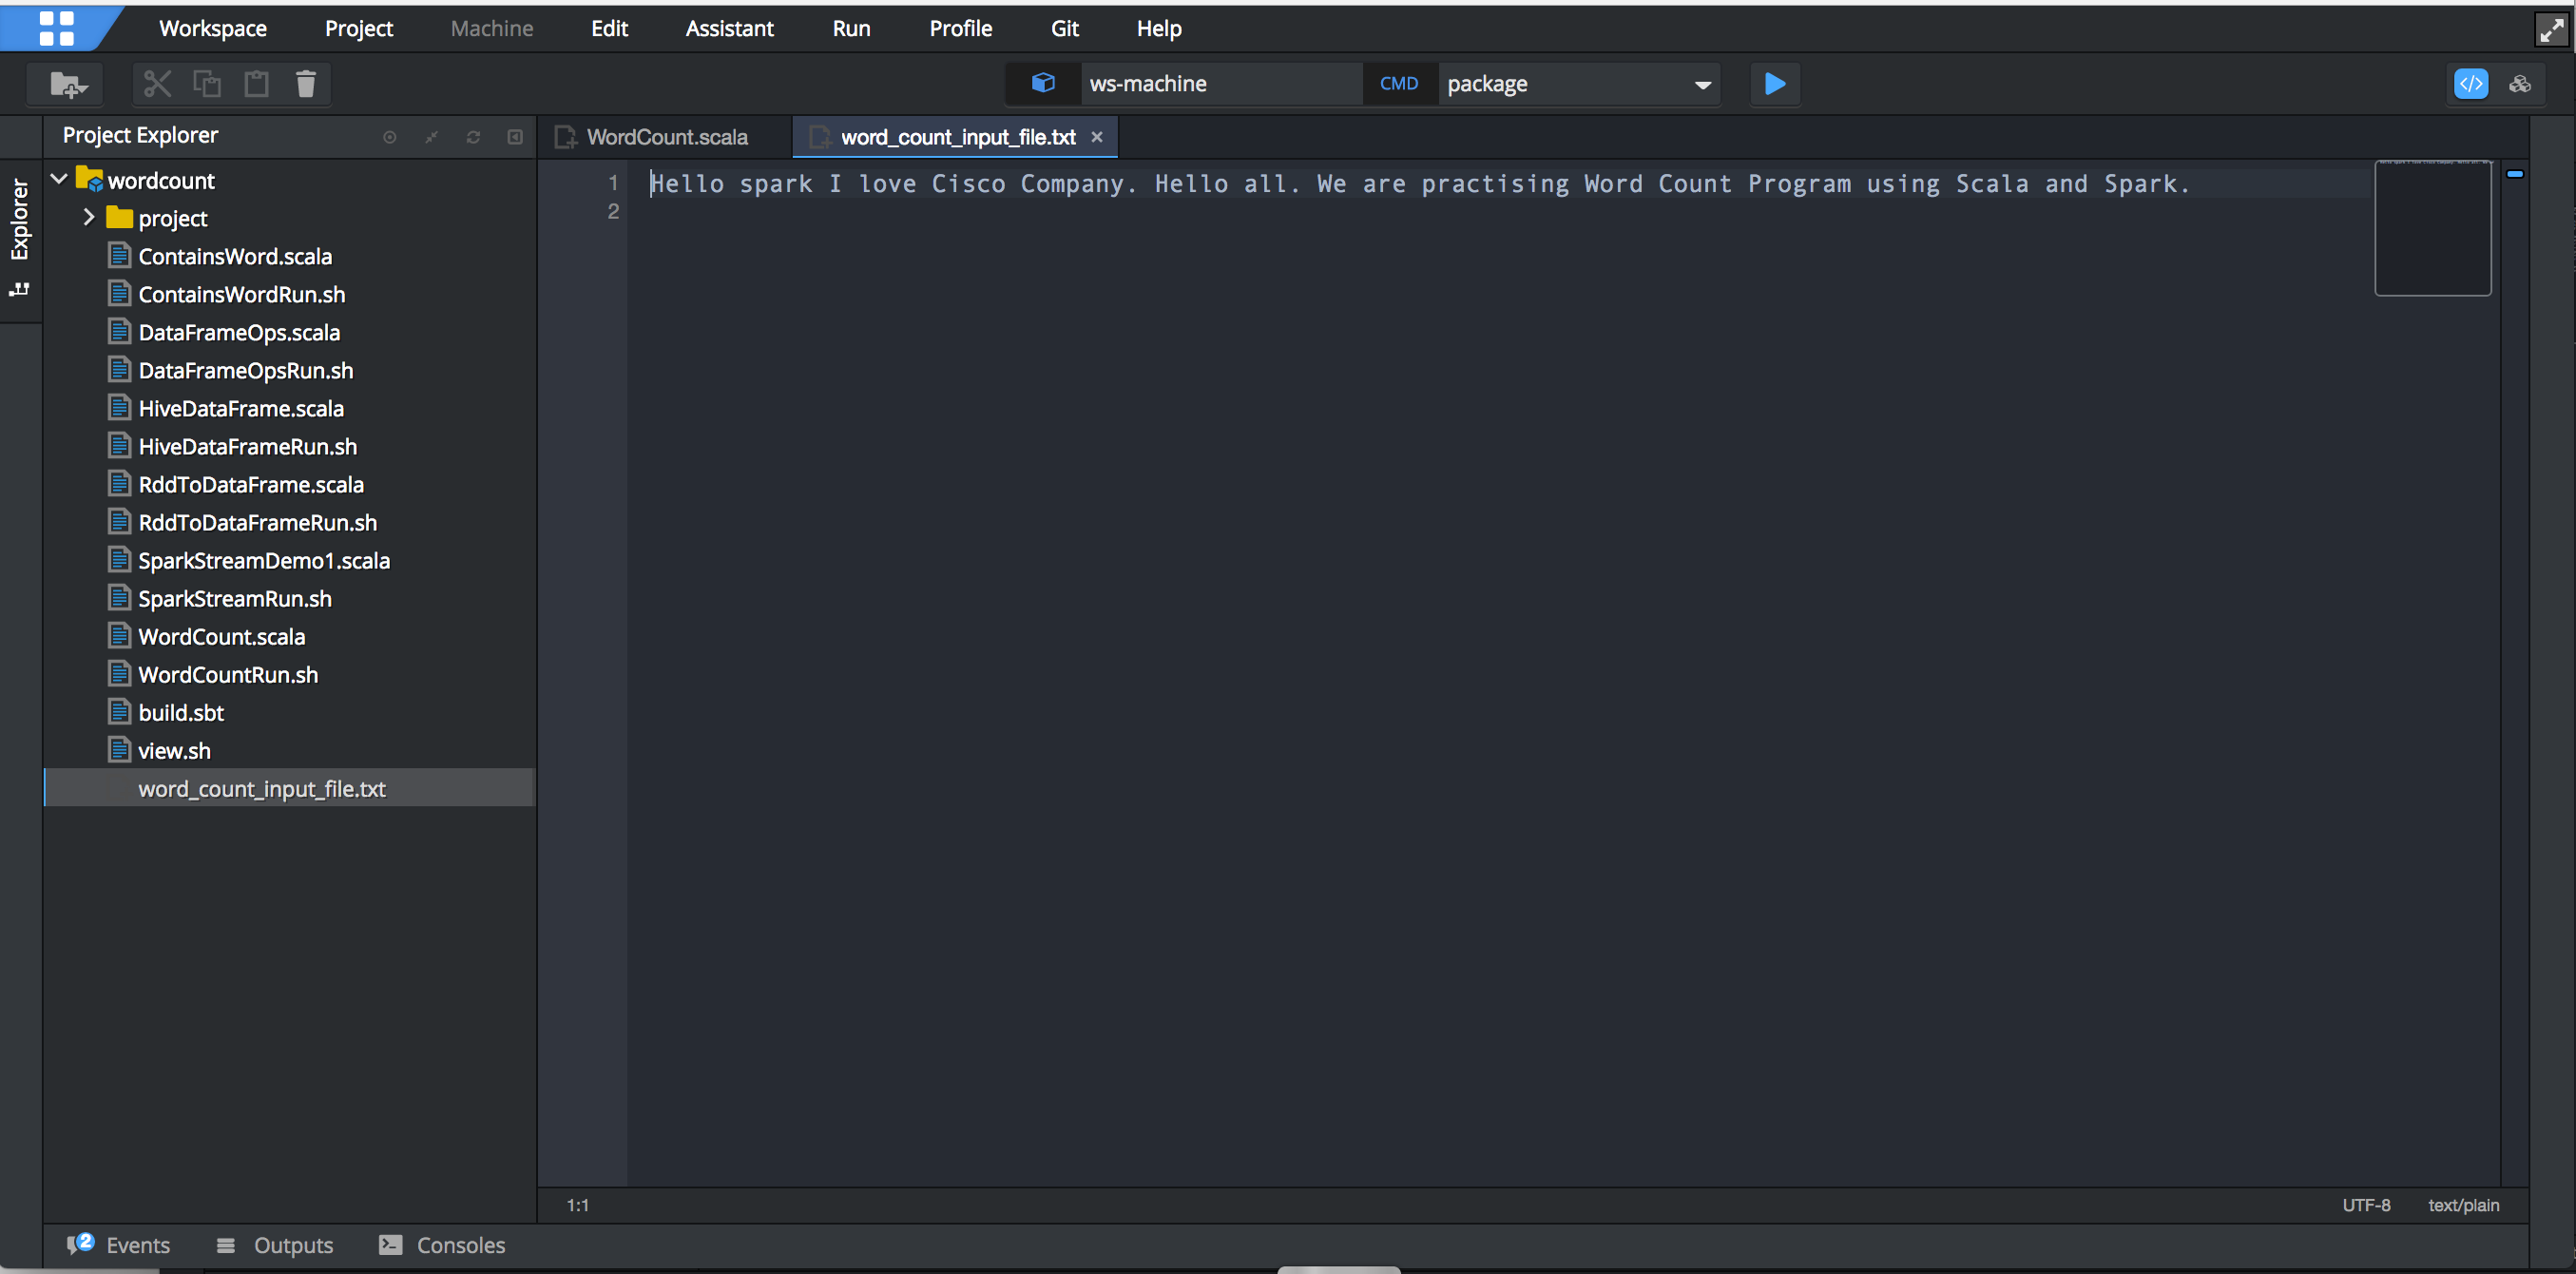 Workspace Project Machine Edit Assistant Run Profile Git Help
ws-machine CMD package
Project Explorer
WordCount.scala word_count_input_file.txt
Explorer
wordcount
project
ContainsWord.scala
ContainsWordRun.sh
DataFrameOps.scala
DataFrameOpsRun.sh
HiveDataFrame.scala
HiveDataFrameRun.sh
RddToDataFrame.scala
RddToDataFrameRun.sh
SparkStreamDemo1.scala
SparkStreamRun.sh
WordCount.scala
WordCountRun.sh
build.sbt
view.sh
word_count_input_file.txt
1 Hello spark I love Cisco Company. Hello all. We are practising Word Count Program using Scala and Spark.
2
1:1 UTF-8 text/plain
2 Events Outputs Consoles